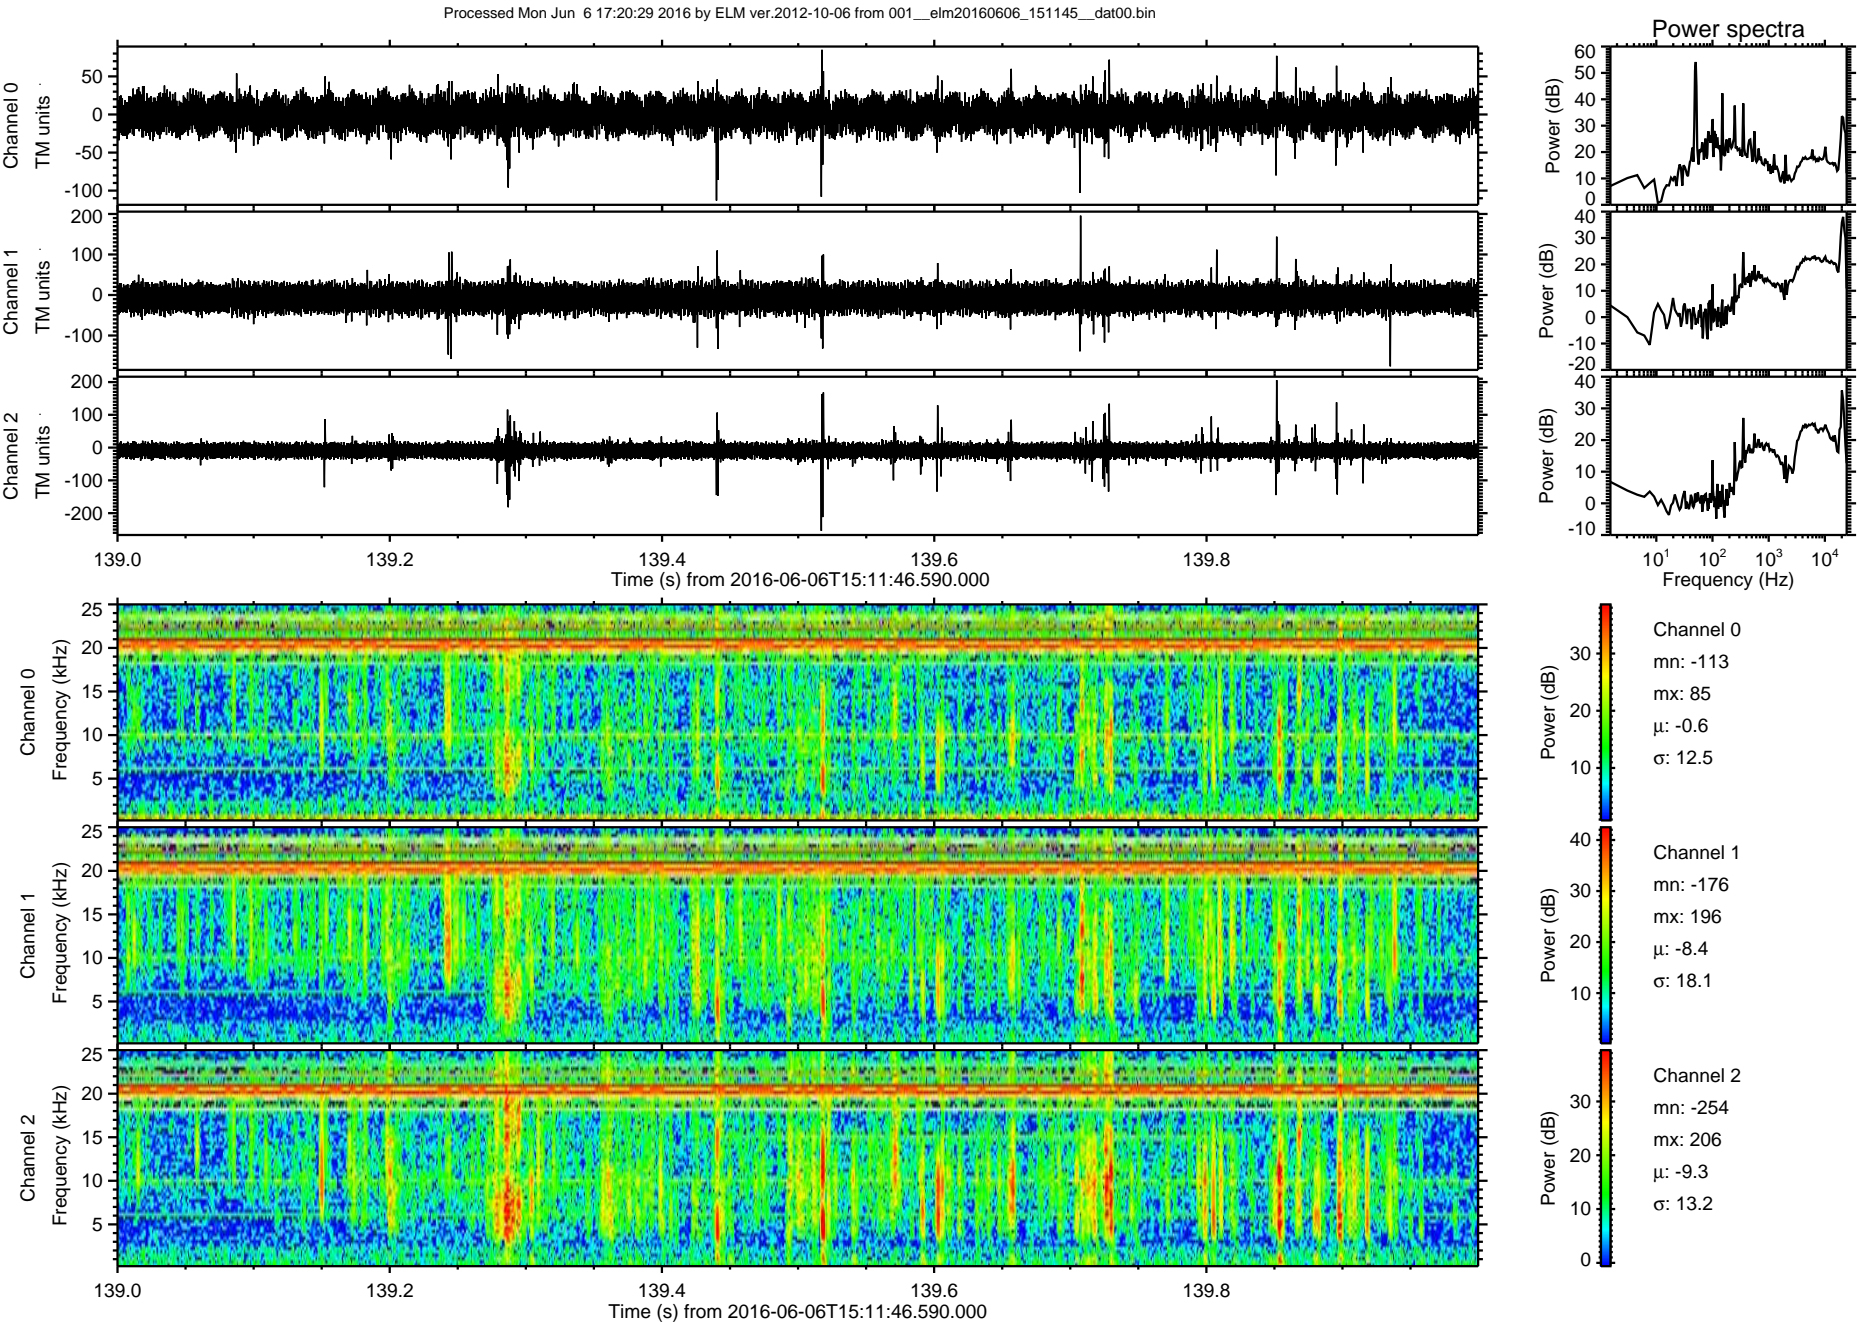 Processed Mon Jun  6 17:20:29 2016 by ELM ver.2012-10-06 from 001__elm20160606_151145__dat00.bin
Power spectra
Channel 0
TM units
50
0
-50
-100
Power (dB)
60
50
40
30
20
10
0
Channel 1
TM units
200
100
0
-100
Power (dB)
40
30
20
10
0
-10
-20
Channel 2
TM units
200
100
0
-100
-200
Power (dB)
40
30
20
10
0
-10
139.0 139.2 139.4 139.6 139.8
Time (s) from 2016-06-06T15:11:46.590.000
10^1 10^2 10^3 10^4
Frequency (Hz)
Channel 0
Frequency (kHz)
25
20
15
10
5
Power (dB)
30
20
10
Channel 0
mn: -113
mx: 85
μ: -0.6
σ: 12.5
Channel 1
Frequency (kHz)
25
20
15
10
5
Power (dB)
40
30
20
10
Channel 1
mn: -176
mx: 196
μ: -8.4
σ: 18.1
Channel 2
Frequency (kHz)
25
20
15
10
5
Power (dB)
30
20
10
0
Channel 2
mn: -254
mx: 206
μ: -9.3
σ: 13.2
139.0 139.2 139.4 139.6 139.8
Time (s) from 2016-06-06T15:11:46.590.000